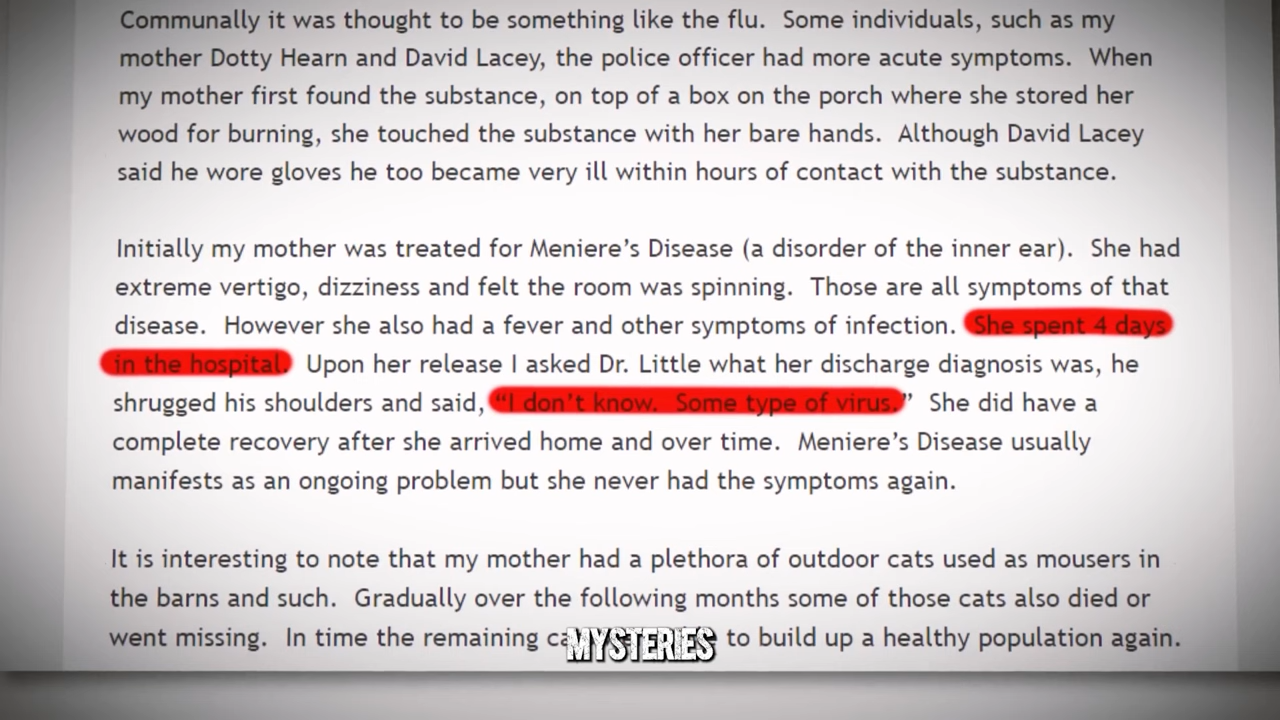 Communally it was thought to be something like the flu. Some individuals, such as my
mother Dotty Hearn and David Lacey, the police officer had more acute symptoms. When
my mother first found the substance, on top of a box on the porch where she stored her
wood for burning, she touched the substance with her bare hands. Although David Lacey
said he wore gloves he too became very ill within hours of contact with the substance.
Initially my mother was treated for Meniere’s Disease (a disorder of the inner ear). She had
extreme vertigo, dizziness and felt the room was spinning. Those are all symptoms of that
disease. However she also had a fever and other symptoms of infection. She spent 4 days
in the hospital. Upon her release I asked Dr. Little what her discharge diagnosis was, he
shrugged his shoulders and said, “I don’t know. Some type of virus.” She did have a
complete recovery after she arrived home and over time. Meniere’s Disease usually
manifests as an ongoing problem but she never had the symptoms again.
It is interesting to note that my mother had a plethora of outdoor cats used as mousers in
the barns and such. Gradually over the following months some of those cats also died or
went missing. In time the remaining to build up a healthy population again.
MYSTERIES